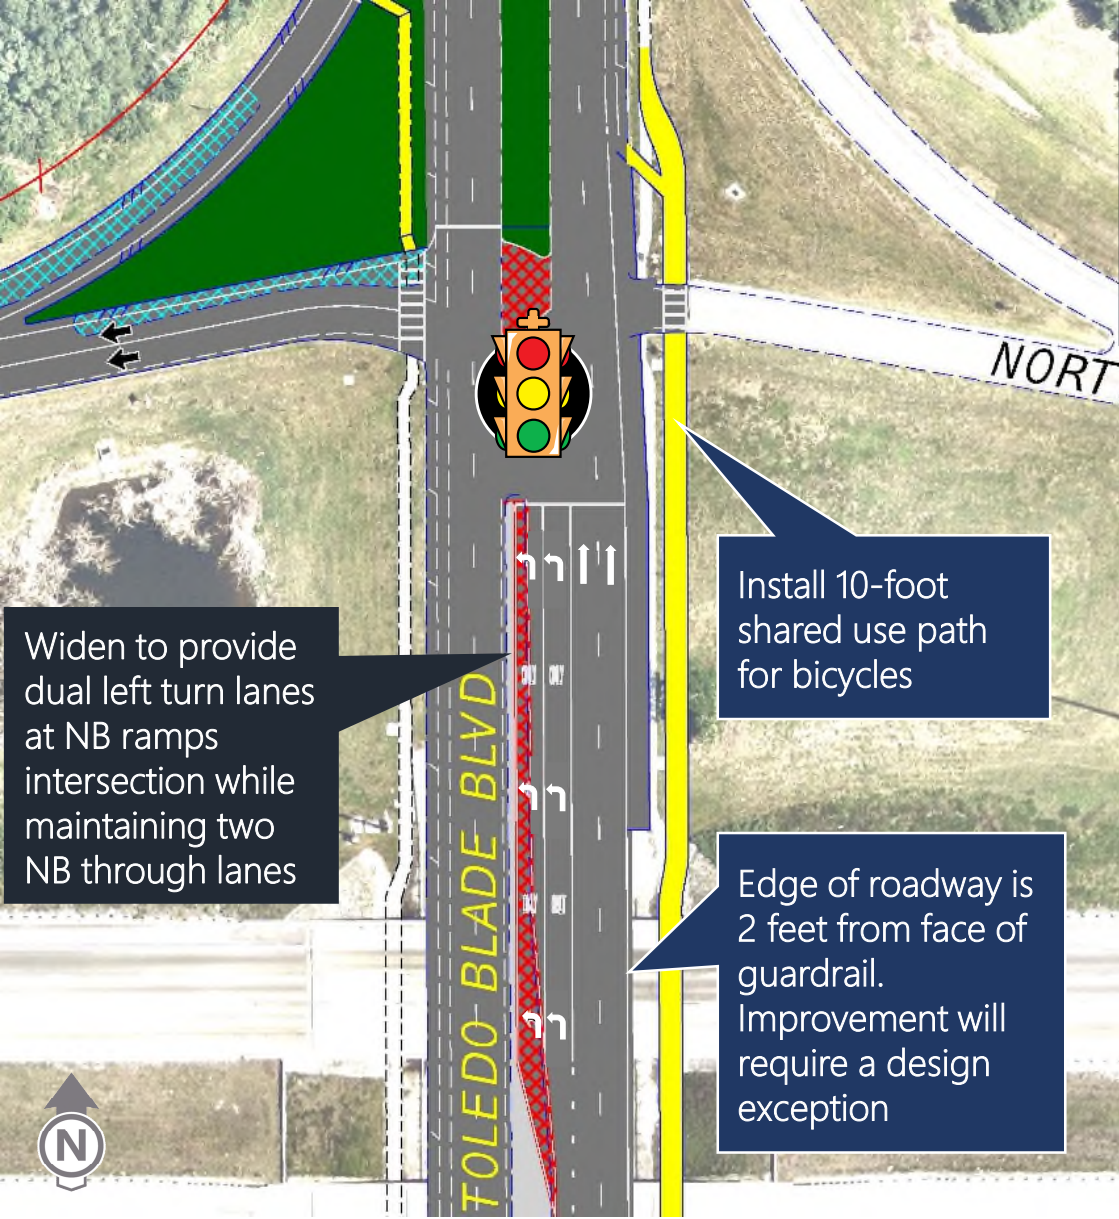 NORT
Install 10-foot
shared use path
for bicycles
Widen to provide
dual left turn lanes
at NB ramps
intersection while
maintaining two
NB through lanes
TOLEDO BLADE BLVD
Edge of roadway is
2 feet from face of
guardrail.
Improvement will
require a design
exception
N